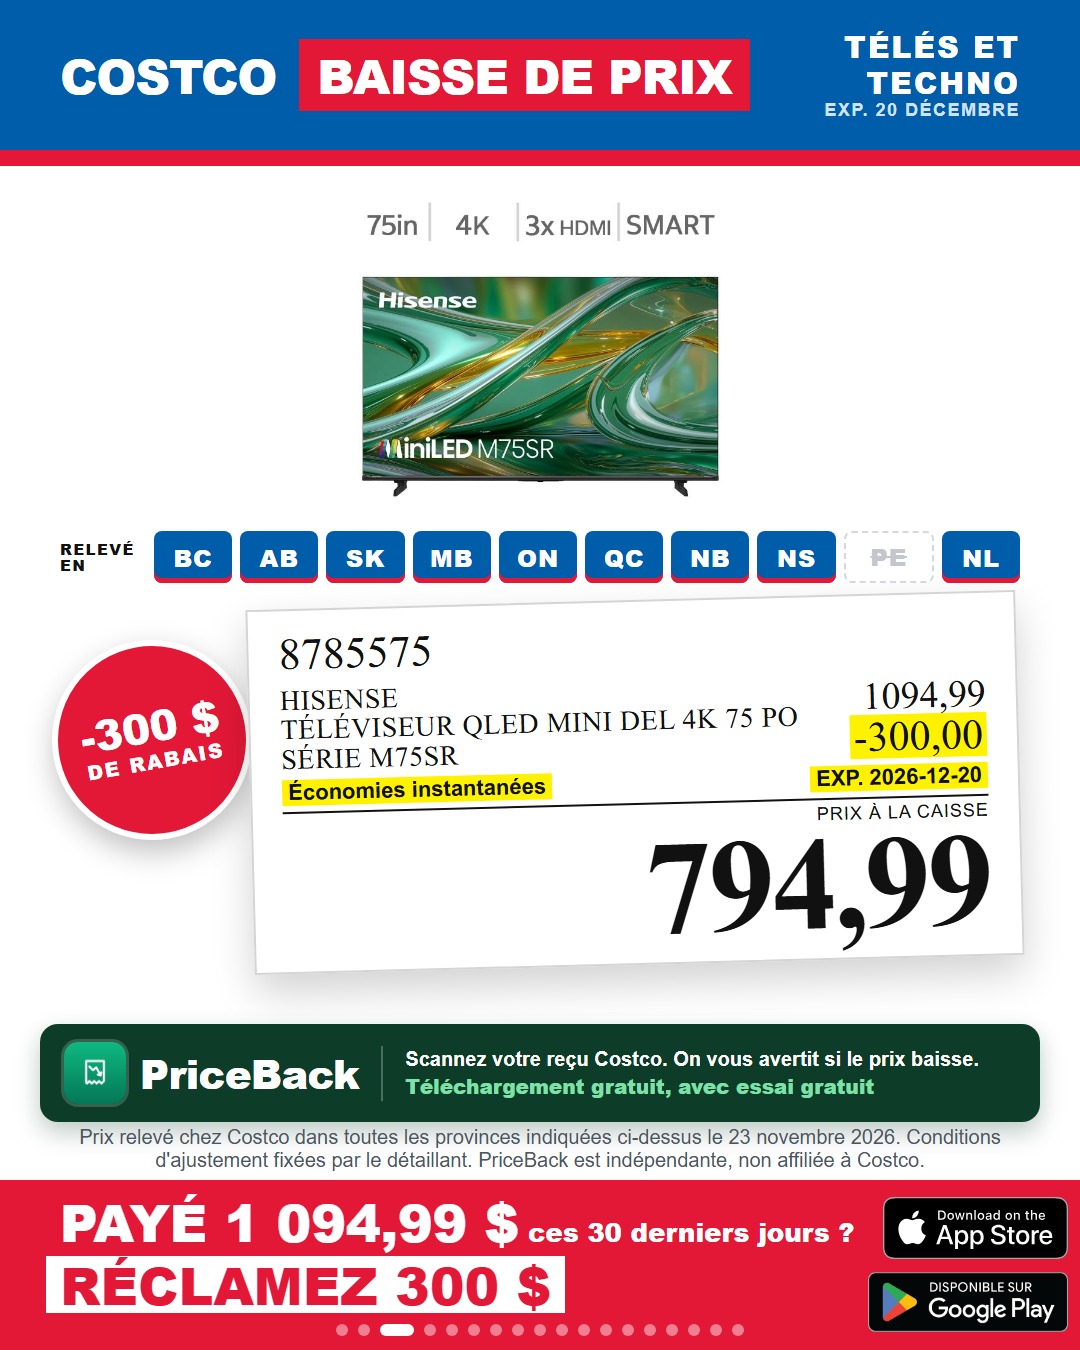 COSTCO BAISSE DE PRIX
TÉLÉS ET
TECHNO
EXP. 20 DÉCEMBRE
75in 4K 3x HDMI SMART
Hisense
MiniLED M75SR
RELEVÉ
EN
BC AB SK MB ON QC NB NS PE NL
-300 $
DE RABAIS
8785575
HISENSE
TÉLÉVISEUR QLED MINI DEL 4K 75 PO
SÉRIE M75SR
Économies instantanées
1094,99
-300,00
EXP. 2026-12-20
PRIX À LA CAISSE
794,99
PriceBack
Scannez votre reçu Costco. On vous avertit si le prix baisse.
Téléchargement gratuit, avec essai gratuit
Prix relevé chez Costco dans toutes les provinces indiquées ci-dessus le 23 novembre 2026. Conditions
d'ajustement fixées par le détaillant. PriceBack est indépendante, non affiliée à Costco.
PAYÉ 1 094,99 $ ces 30 derniers jours ?
RÉCLAMEZ 300 $
Download on the
App Store
DISPONIBLE SUR
Google Play